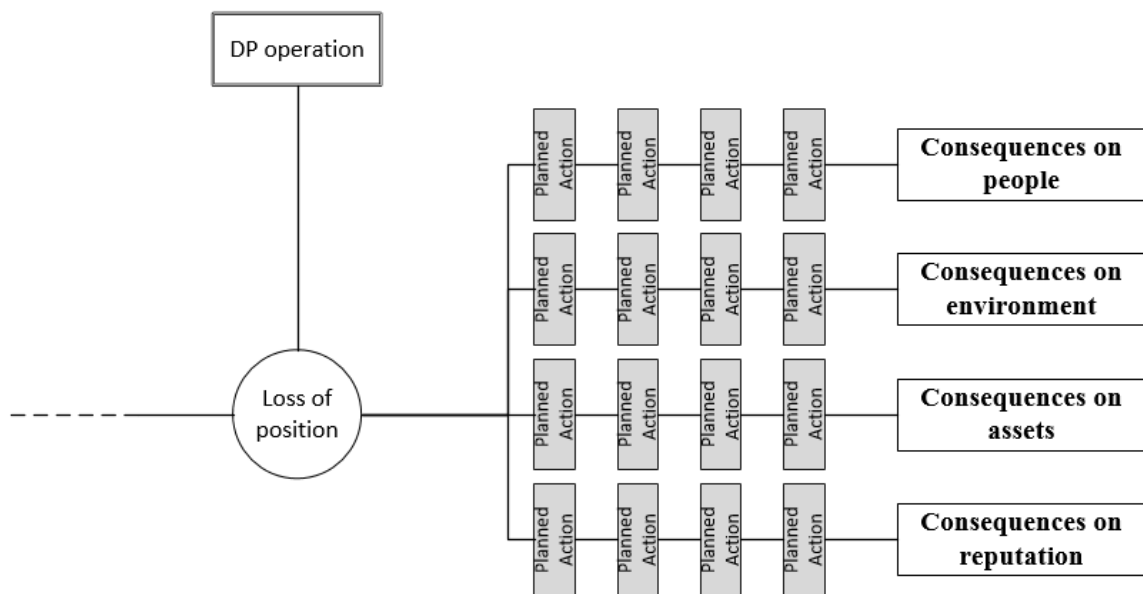 DP operation
Planned
Action
Planned
Action
Planned
Action
Planned
Action
Consequences on
people
Planned
Action
Planned
Action
Planned
Action
Planned
Action
Consequences on
environment
Loss of
position
Planned
Action
Planned
Action
Planned
Action
Planned
Action
Consequences on
assets
Planned
Action
Planned
Action
Planned
Action
Planned
Action
Consequences on
reputation